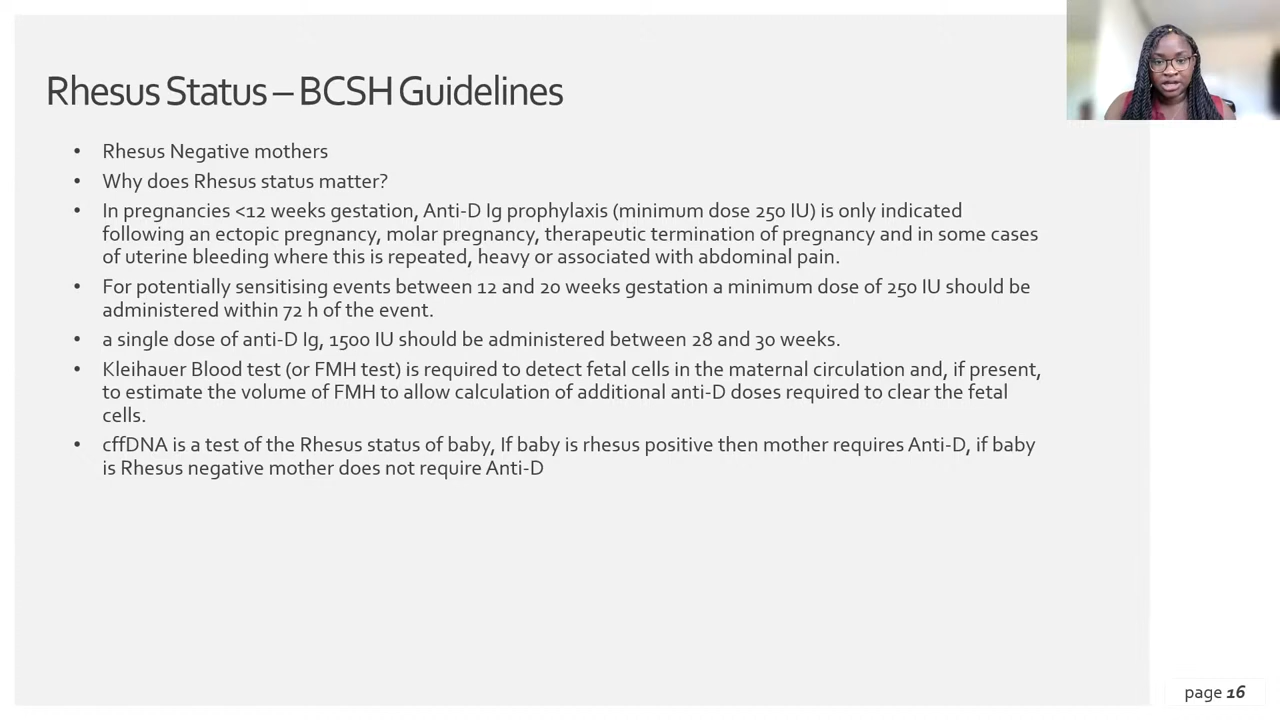 Rhesus Status – BCSH Guidelines
• Rhesus Negative mothers
• Why does Rhesus status matter?
• In pregnancies <12 weeks gestation, Anti-D Ig prophylaxis (minimum dose 250 IU) is only indicated
following an ectopic pregnancy, molar pregnancy, therapeutic termination of pregnancy and in some cases
of uterine bleeding where this is repeated, heavy or associated with abdominal pain.
• For potentially sensitising events between 12 and 20 weeks gestation a minimum dose of 250 IU should be
administered within 72 h of the event.
• a single dose of anti-D Ig, 1500 IU should be administered between 28 and 30 weeks.
• Kleihauer Blood test (or FMH test) is required to detect fetal cells in the maternal circulation and, if present,
to estimate the volume of FMH to allow calculation of additional anti-D doses required to clear the fetal
cells.
• cffDNA is a test of the Rhesus status of baby, If baby is rhesus positive then mother requires Anti-D, if baby
is Rhesus negative mother does not require Anti-D
page 16